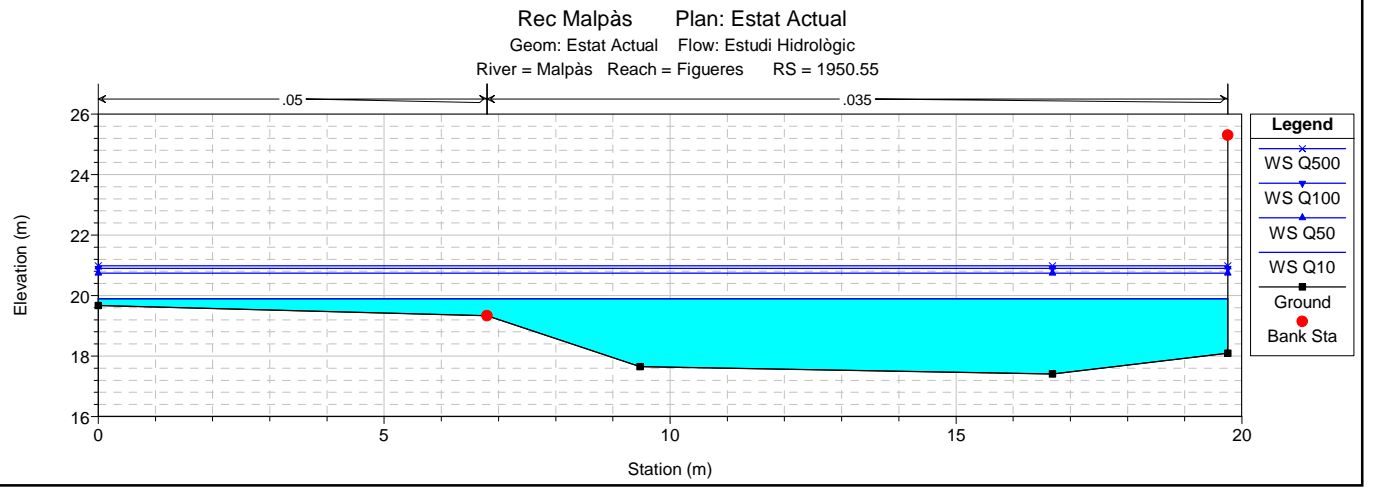 Rec Malpàs Plan: Estat Actual
Geom: Estat Actual Flow: Estudi Hidrològic
River = Malpàs Reach = Figueres RS = 1950.55
.05
.035
26
24
22
20
18
16
Elevation (m)
0
5
10
15
20
Station (m)
Legend
WS Q500
WS Q100
WS Q50
WS Q10
Ground
Bank Sta